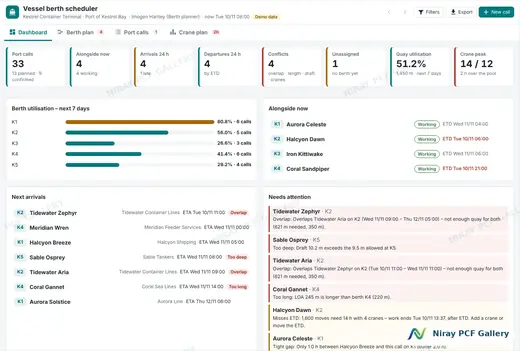 Vessel berth scheduler
Kestrel Container Terminal · Port of Kestrel Bay · Imogen Hartley (Berth planner) · now Tue 10/11 08:00 Demo data
Filters
Export
+ New call
Dashboard
Berth plan 4
Port calls 1
Crane plan 26
Port calls
33
13 planned · 5 confirmed
Alongside now
4
4 working
Arrivals 24 h
4
1 late
Departures 24 h
4
by ETD
Conflicts
4
overlap · length · draft · cranes
Unassigned
1
no berth yet
Quay utilisation
51.2%
1,450 m · next 7 days
Crane peak
14 / 12
2 h over the pool
Berth utilisation – next 7 days
K1 80.8% · 6 calls
K2 56.0% · 5 calls
K3 26.6% · 3 calls
K4 41.4% · 6 calls
K5 29.2% · 4 calls
Alongside now
K1 Aurora Celeste Working ETD Wed 11/11 04:00
K2 Halcyon Dawn Working ETD Tue 10/11 06:00
K3 Iron Kittiwake Working
K4 Coral Sandpiper Working ETD Tue 10/11 21:00
Next arrivals
K2 Tidewater Zephyr Tidewater Container Lines ETA Tue 10/11 11:00 Overlap
K4 Meridian Wren Meridian Feeder Services ETA Wed 11/11 00:00
K1 Halcyon Breeze Halcyon Shipping ETA Wed 11/11 05:00
K5 Sable Osprey Sable Tankers ETA Wed 11/11 08:00 Too deep
K2 Tidewater Aria Tidewater Container Lines ETA Wed 11/11 09:00 Overlap
K4 Coral Gannet Coral Sea Lines ETA Wed 11/11 14:00 Too long
K1 Aurora Solstice Aurora Line ETA Thu 12/11 08:00
Needs attention
Tidewater Zephyr · K2
Overlap: Overlaps Tidewater Aria on K2 (Wed 11/11 09:00 – Thu 12/11 05:00) – not enough quay for both
(621 m needed, 350 m).
Sable Osprey · K5
Too deep: Draft 10.2 m exceeds the 9.5 m allowed at K5.
Tidewater Aria · K2
Overlap: Overlaps Tidewater Zephyr on K2 (Tue 10/11 11:00 – Wed 11/11 11:00) – not enough quay for both
(621 m needed, 350 m).
Coral Gannet · K4
Too long: LOA 245 m is longer than berth K4 (220 m).
Halcyon Dawn · K2
Misses ETD: 1,600 moves need 14 h with 4 cranes – work ends Tue 10/11 13:37, after ETD. Add a crane or
move the ETD.
Aurora Celeste · K1
Tight gap: Only 1.0 h between Halcyon Breeze and this call on K1
Niray PCF Gallery